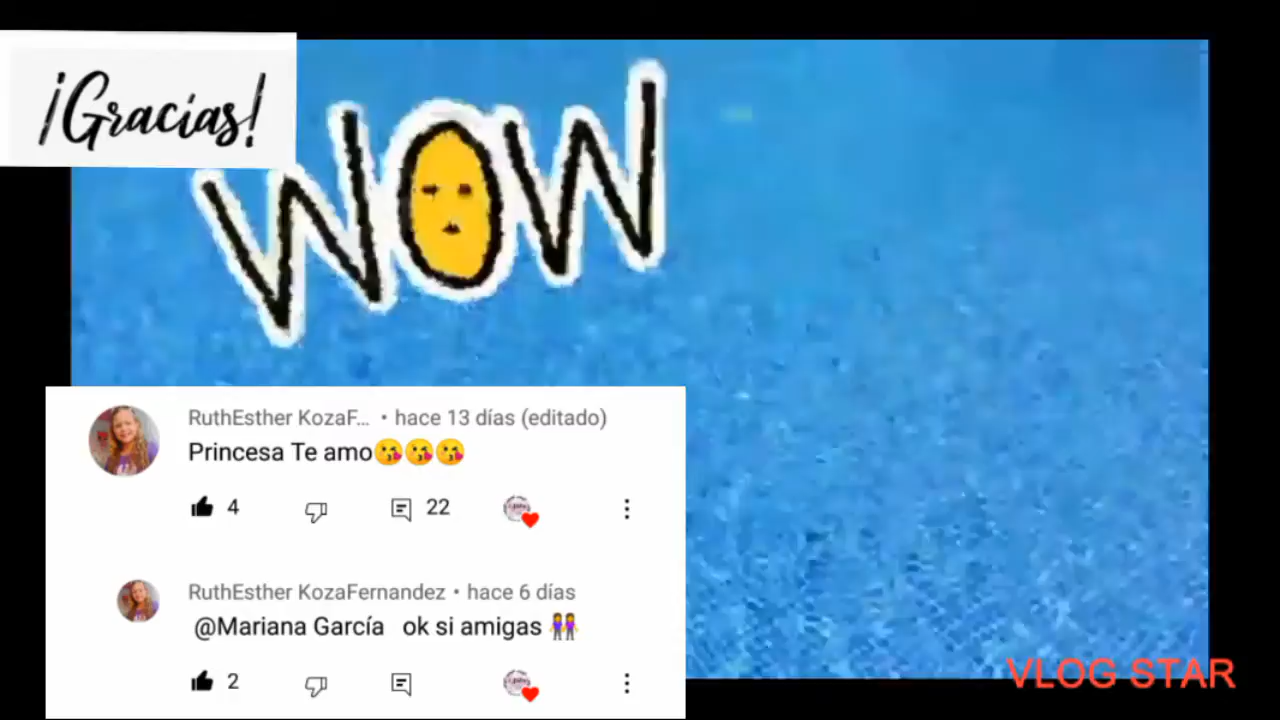 ¡Gracias!
WOW
RuthEsther KozaF... • hace 13 días (editado)
Princesa Te amo😘😘😘
4
22
RuthEsther KozaFernandez • hace 6 días
@Mariana García ok si amigas 👭
2
VLOG STAR